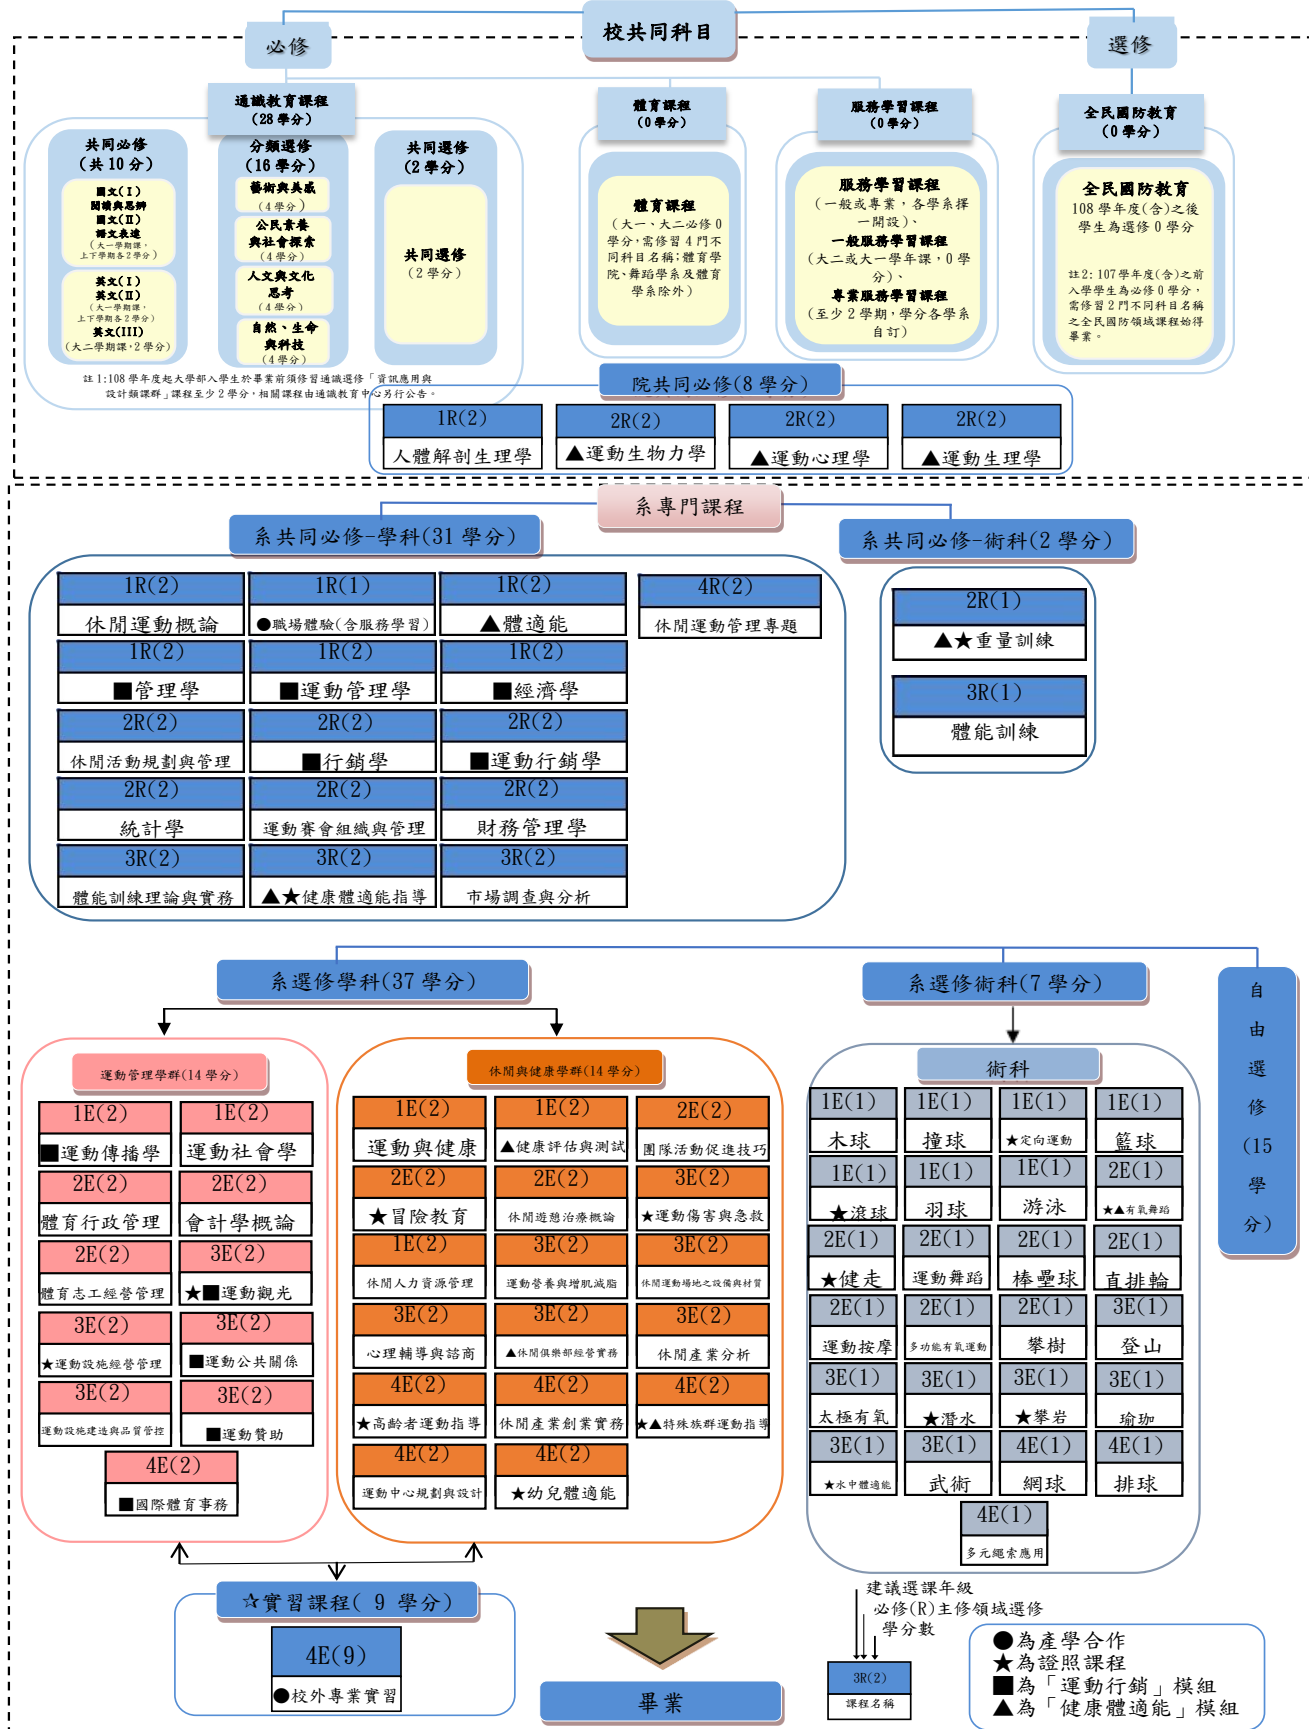 校共同科目
必修
選修
通識教育課程
(28 學分)
體育課程
(0 學分)
服務學習課程
(0 學分)
全民國防教育
(0 學分)
共同必修
(共 10 分)
國文(I)
閱讀與思辨
國文(II)
語文表達
(大一學期課，
上下學期各 2 學分)
英文(I)
英文(II)
(大一學期課，
上下學期各 2 學分)
英文(III)
(大二學期課，2 學分)
分類選修
(16 學分)
藝術與美感
(4 學分)
公民素養
與社會探索
(4 學分)
人文與文化
思考
(4 學分)
自然、生命
與科技
(4 學分)
共同選修
(2 學分)
共同選修
(2 學分)
體育課程
(大一、大二必修 0
學分，需修習 4 門不
同科目名稱；體育學
院、舞蹈學系及體育
學系除外)
服務學習課程
(一般或專業，各學系擇
一開設)、
一般服務學習課程
(大二或大一學年課，0 學
分)、
專業服務學習課程
(至少 2 學期，學分各學系
自訂)
全民國防教育
108 學年度(含)之後
學生為選修 0 學分
註 2：107 學年度(含)之前
入學學生為必修 0 學分，
需修習 2 門不同科目名稱
之全民國防領域課程始得
畢業。
註 1:108 學年度起大學部入學生於畢業前須修習通識選修「資訊應用與
設計類課群」課程至少 2 學分，相關課程由通識教育中心另行公告。
院共同必修(8 學分)
1R(2) 2R(2) 2R(2) 2R(2)
人體解剖生理學 ▲運動生物力學 ▲運動心理學 ▲運動生理學
系專門課程
系共同必修-學科(31 學分)
1R(2) 1R(1) 1R(2) 4R(2)
休閒運動概論 ●職場體驗(含服務學習) ▲體適能 休閒運動管理專題
1R(2) 1R(2) 1R(2)
■管理學 ■運動管理學 ■經濟學
2R(2) 2R(2) 2R(2)
休閒活動規劃與管理 ■行銷學 ■運動行銷學
2R(2) 2R(2) 2R(2)
統計學 運動賽會組織與管理 財務管理學
3R(2) 3R(2) 3R(2)
體能訓練理論與實務 ▲★健康體適能指導 市場調查與分析
系共同必修-術科(2 學分)
2R(1)
▲★重量訓練
3R(1)
體能訓練
系選修學科(37 學分)
運動管理學群(14 學分)
1E(2) 1E(2)
■運動傳播學 運動社會學
2E(2) 2E(2)
體育行政管理 會計學概論
2E(2) 3E(2)
體育志工經營管理 ★■運動觀光
3E(2) 3E(2)
★運動設施經營管理 ■運動公共關係
3E(2) 3E(2)
運動設施建造與品質管控 ■運動贊助
4E(2)
■國際體育事務
休閒與健康學群(14 學分)
1E(2) 1E(2) 2E(2)
運動與健康 ▲健康評估與測試 團隊活動促進技巧
2E(2) 2E(2) 3E(2)
★冒險教育 休閒遊憩治療概論 ★運動傷害與急救
1E(2) 3E(2) 3E(2)
休閒人力資源管理 運動營養與增肌減脂 休閒運動場地之設備與材質
3E(2) 3E(2) 3E(2)
心理輔導與諮商 ▲休閒俱樂部經營實務 休閒產業分析
4E(2) 4E(2) 4E(2)
★高齡者運動指導 休閒產業創業實務 ★▲特殊族群運動指導
4E(2) 4E(2)
運動中心規劃與設計 ★幼兒體適能
系選修術科(7 學分)
術科
1E(1) 1E(1) 1E(1) 1E(1)
木球 撞球 ★定向運動 籃球
1E(1) 1E(1) 1E(1) 2E(1)
★滾球 羽球 游泳 ★▲有氧舞蹈
2E(1) 2E(1) 2E(1) 2E(1)
★健走 運動舞蹈 棒壘球 直排輪
2E(1) 2E(1) 2E(1) 3E(1)
運動按摩 多功能有氧運動 攀樹 登山
3E(1) 3E(1) 3E(1) 3E(1)
太極有氧 ★潛水 ★攀岩 瑜珈
3E(1) 3E(1) 4E(1) 4E(1)
★水中體適能 武術 網球 排球
4E(1)
多元繩索應用
自
由
選
修
(15
學
分)
☆實習課程( 9 學分)
4E(9)
●校外專業實習
畢業
建議選課年級
必修(R)主修領域選修
學分數
3R(2)
課程名稱
●為產學合作
★為證照課程
■為「運動行銷」模組
▲為「健康體適能」模組